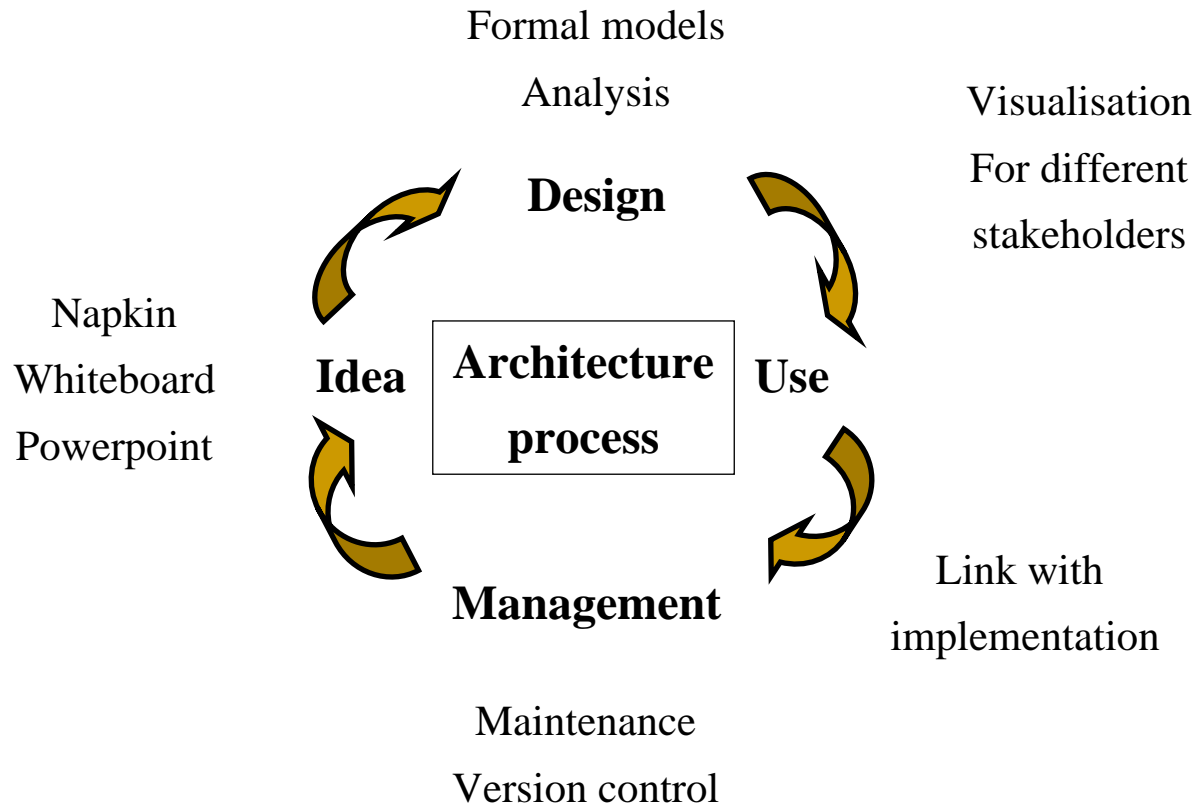 Formal models
Analysis
Design
Visualisation
For different
stakeholders
Napkin
Whiteboard
Powerpoint
Idea
Architecture
process
Use
Management
Link with
implementation
Maintenance
Version control